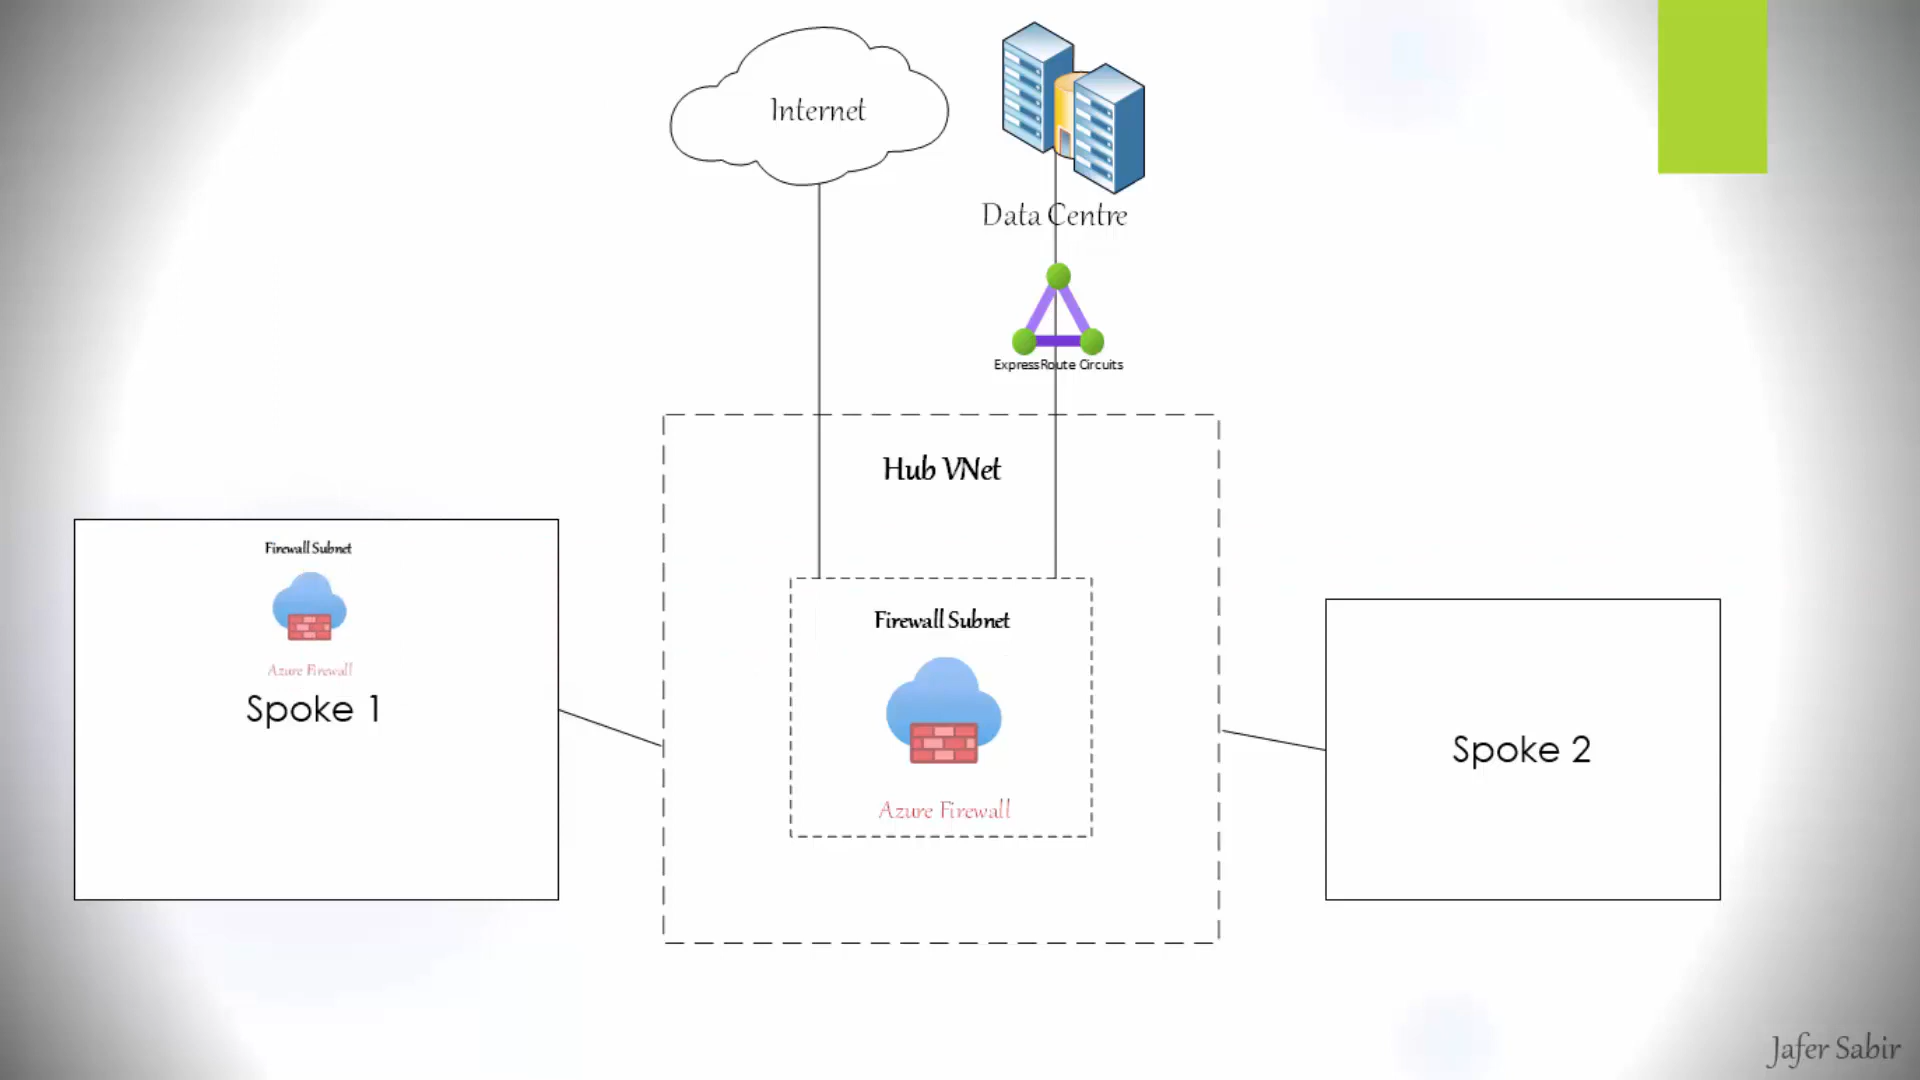 Internet
Data Centre
ExpressRoute Circuits
Hub VNet
Firewall Subnet
Azure Firewall
Spoke 1
Firewall Subnet
Azure Firewall
Spoke 2
Jafer Sabir